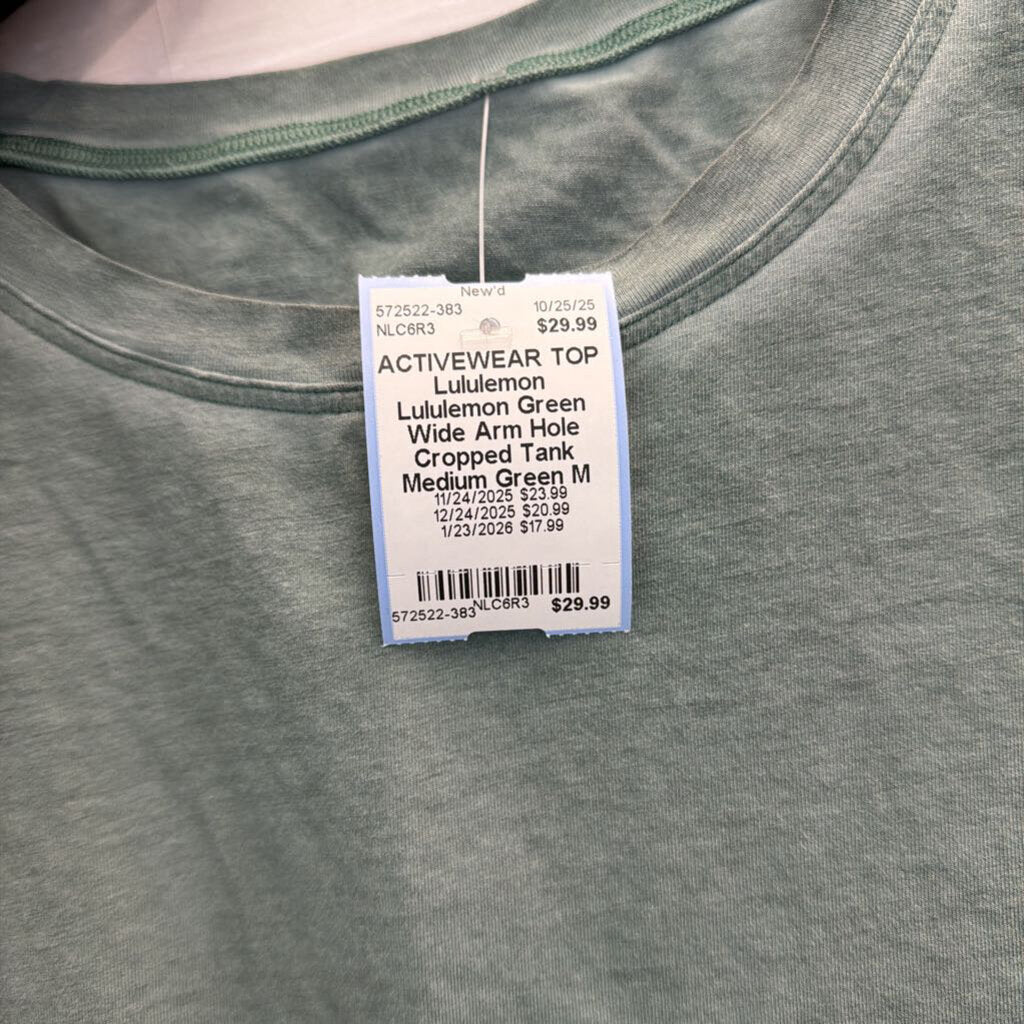 New'd
572522-383 10/25/25
NLC6R3 $29.99
ACTIVEWEAR TOP
Lululemon
Lululemon Green
Wide Arm Hole
Cropped Tank
Medium Green M
11/24/2025 $23.99
12/24/2025 $20.99
1/23/2026 $17.99
572522-383 NLC6R3 $29.99